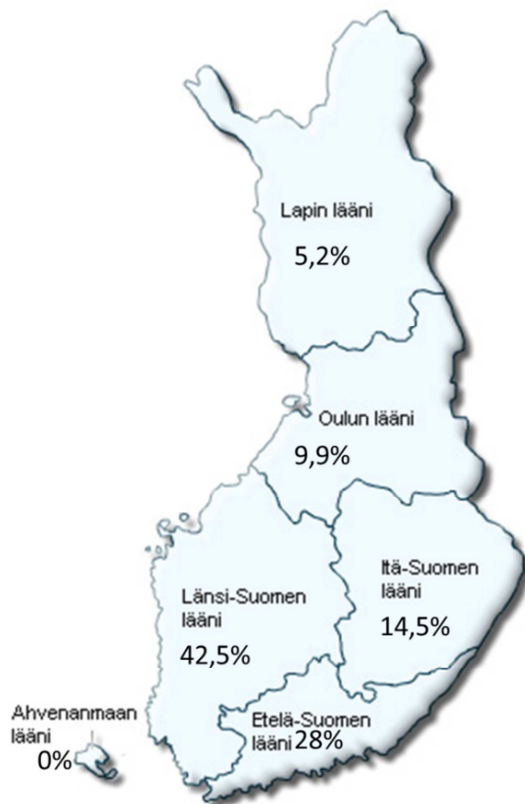 Lapin lääni
5,2%
Oulun lääni
9,9%
Itä-Suomen
lääni
14,5%
Länsi-Suomen
lääni
42,5%
Etelä-Suomen
lääni 28%
Ahvenanmaan
lääni
0%